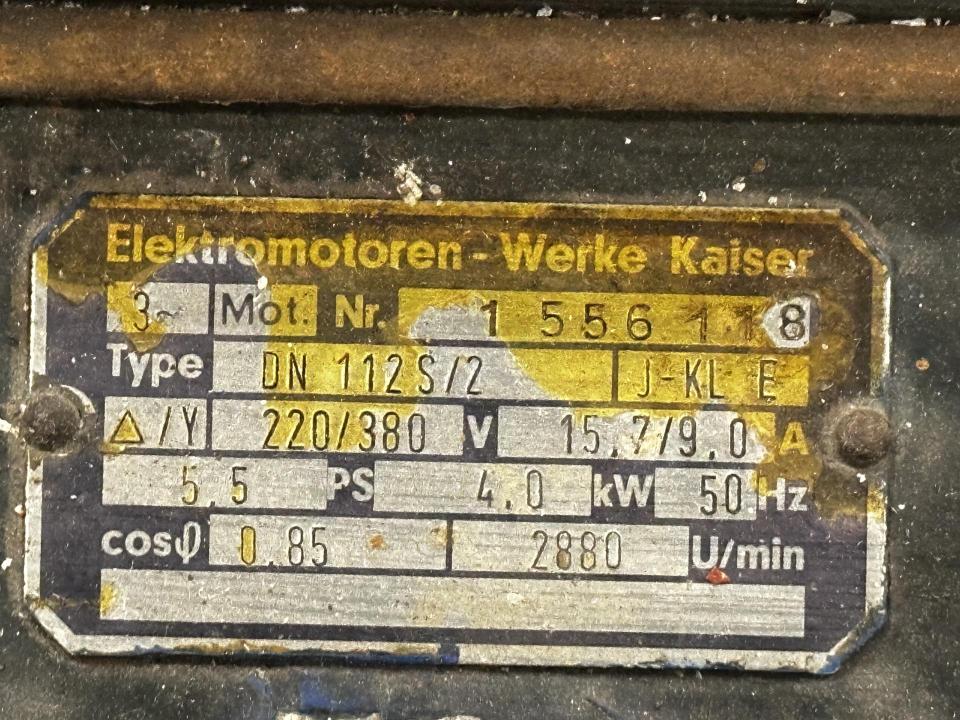 Elektromotoren-Werke Kaiser
3~ Mot. Nr. 1 556 118
Type DN 112 S/2 J-KL E
△/Y 220/380 V 15,7/9,0 A
5,5 PS 4,0 kW 50 Hz
cosφ 0,85 2880 U/min